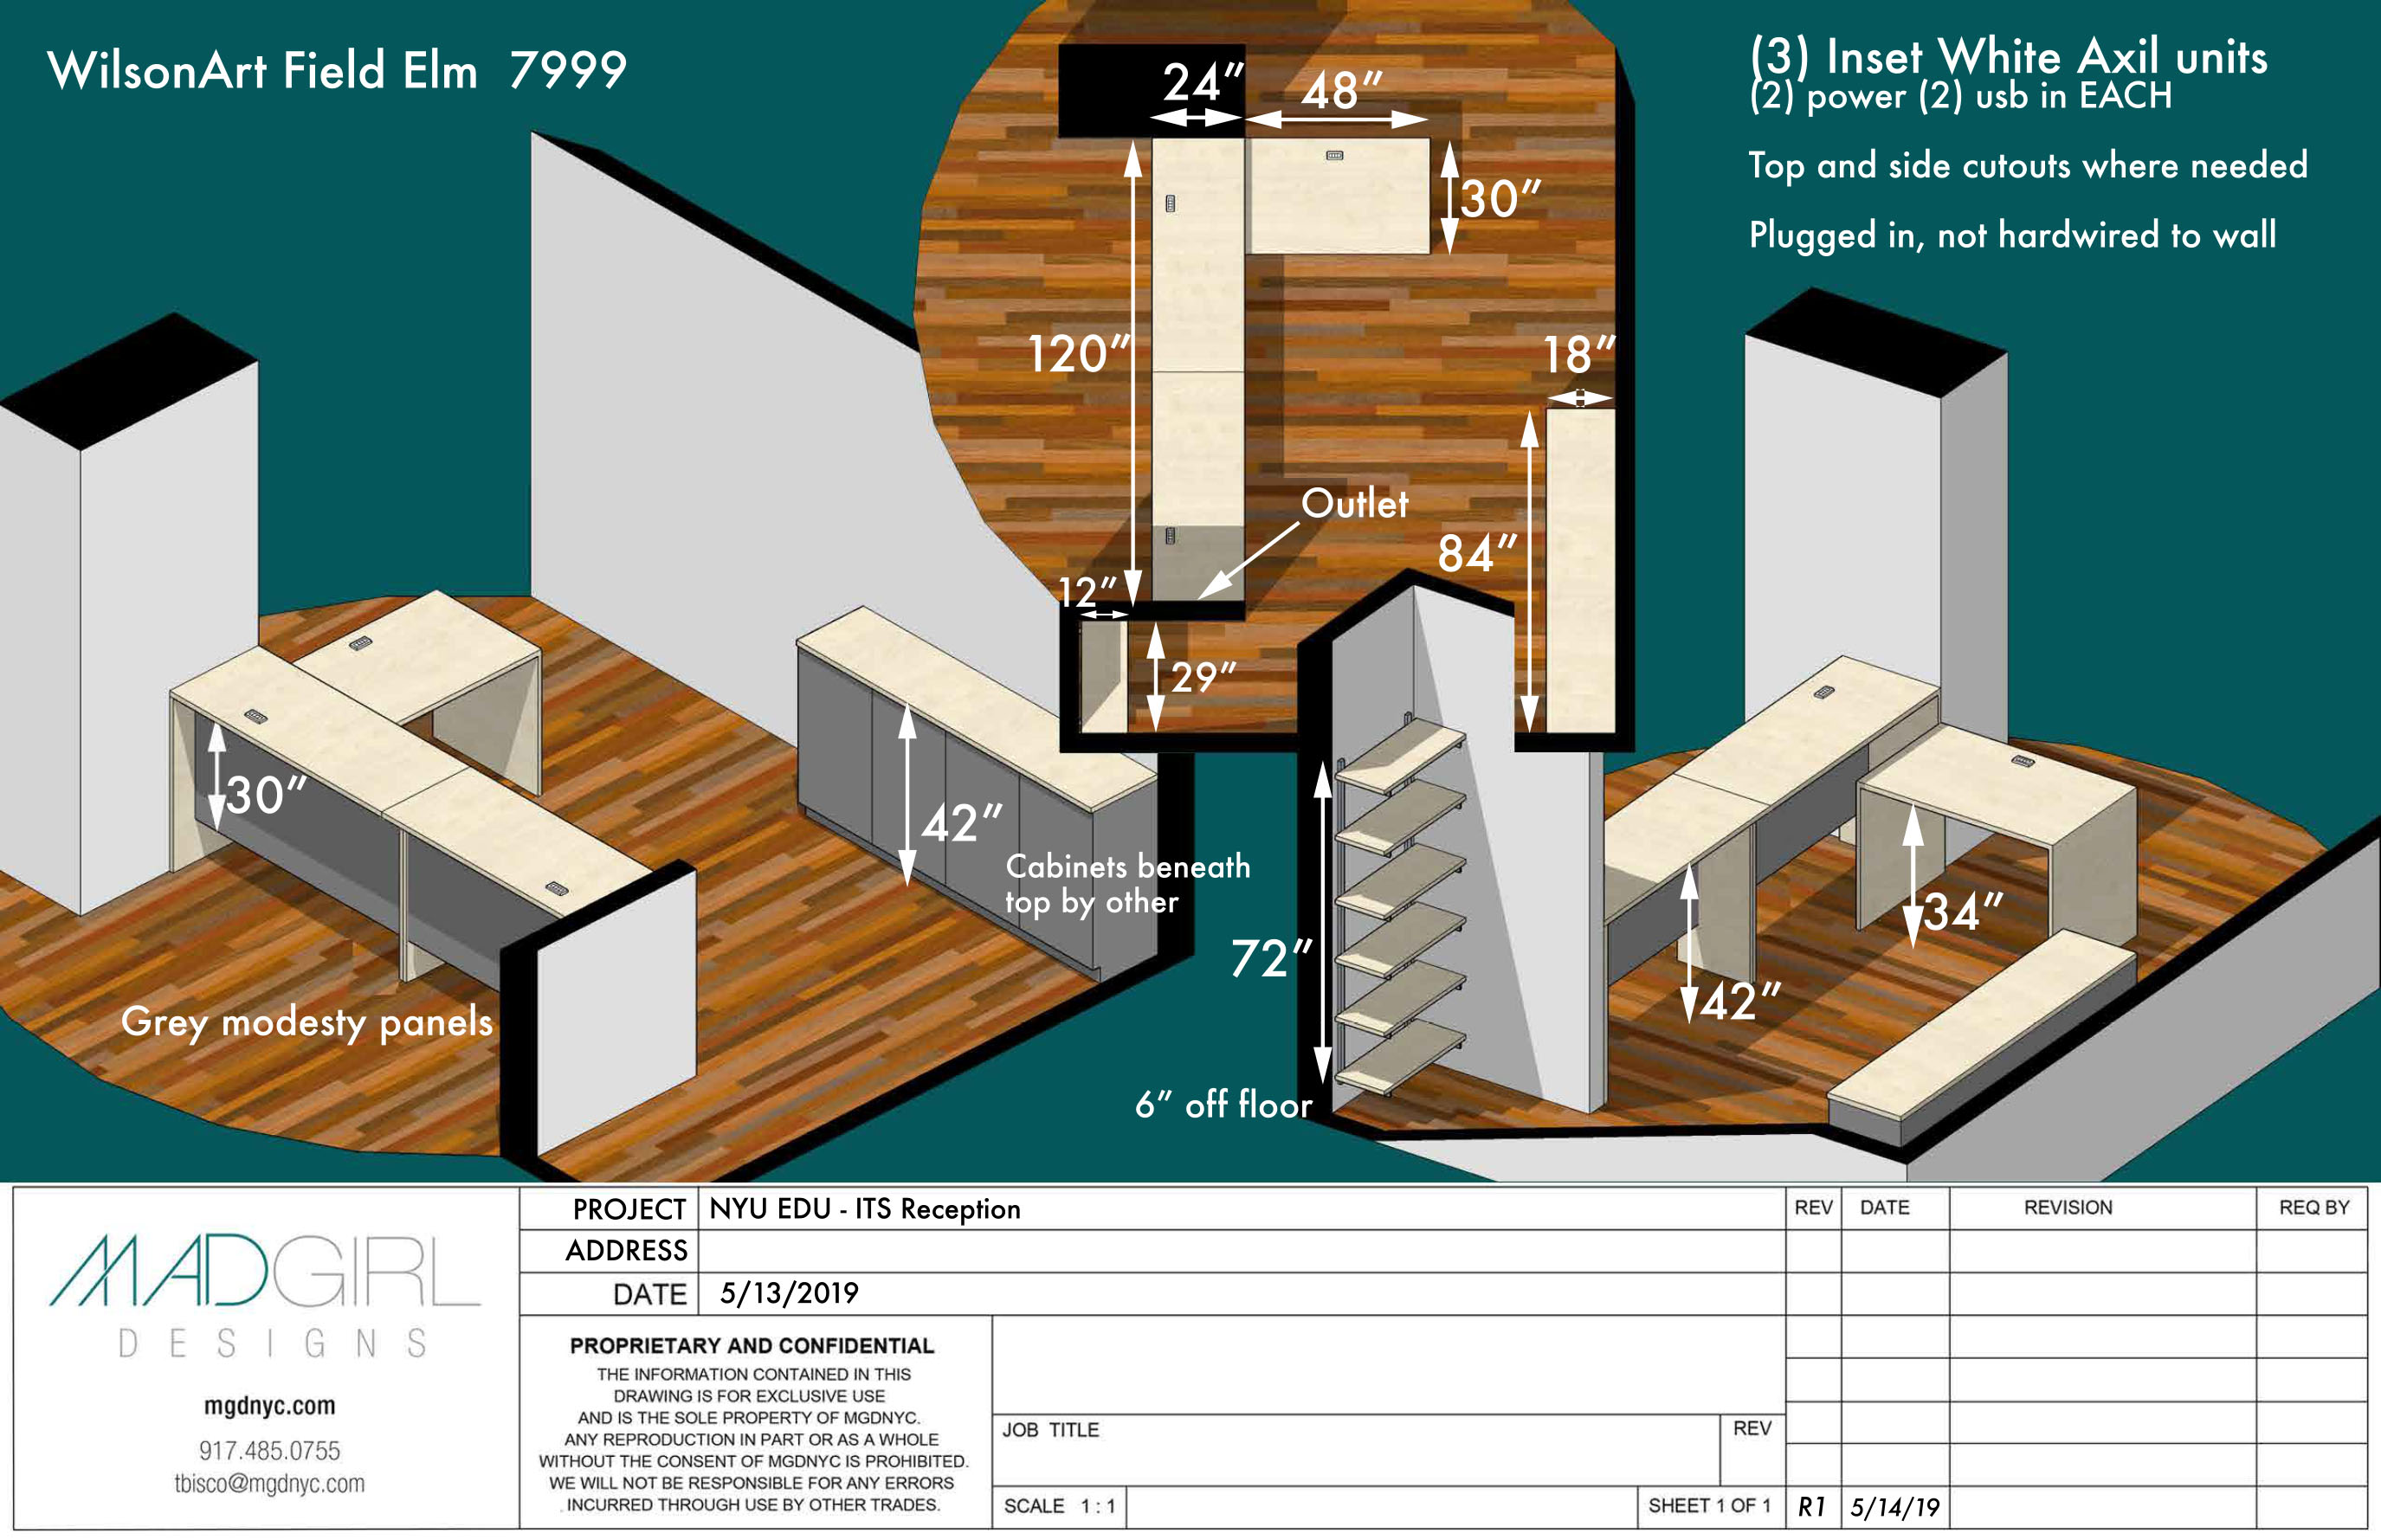 WilsonArt Field Elm 7999
(3) Inset White Axil units
(2) power (2) usb in EACH
Top and side cutouts where needed
Plugged in, not hardwired to wall
24" 48"
30"
120"
18"
Outlet
84"
12"
29"
30"
42"
Cabinets beneath
top by other
Grey modesty panels
72"
6" off floor
34"
42"
MADGIRL
DESIGNS
mgdnyc.com
917.485.0755
tbisco@mgdnyc.com
PROJECT NYU EDU - ITS Reception
ADDRESS
DATE 5/13/2019
PROPRIETARY AND CONFIDENTIAL
THE INFORMATION CONTAINED IN THIS
DRAWING IS FOR EXCLUSIVE USE
AND IS THE SOLE PROPERTY OF MGDNYC.
ANY REPRODUCTION IN PART OR AS A WHOLE
WITHOUT THE CONSENT OF MGDNYC IS PROHIBITED.
WE WILL NOT BE RESPONSIBLE FOR ANY ERRORS
INCURRED THROUGH USE BY OTHER TRADES.
JOB TITLE
REV
SCALE 1 : 1
SHEET 1 OF 1
REV DATE REVISION REQ BY
R1 5/14/19